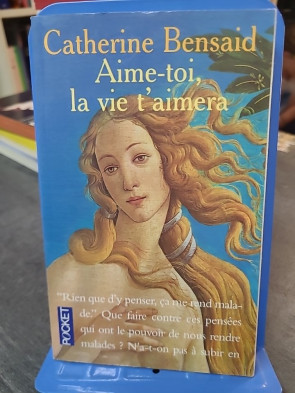 Catherine Bensaid
Aime-toi,
la vie t'aimera
"Rien que d'y penser, ça me rend mala-
de." Que faire contre ces pensées
qui ont le pouvoir de nous rendre
malades ? N'a-t-on pas à subir en
POCKET